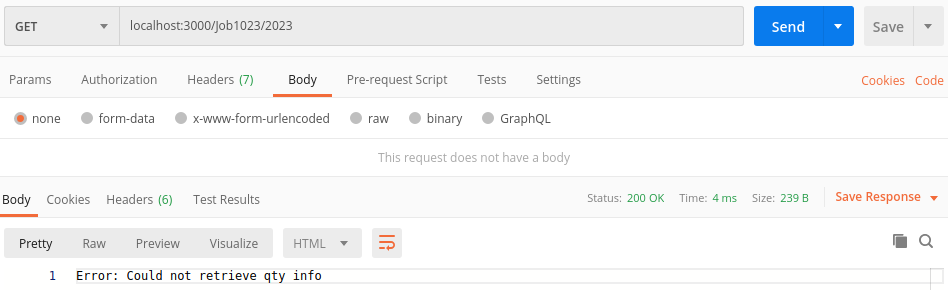 GET localhost:3000/Job1023/2023 Send Save
Params Authorization Headers (7) Body Pre-request Script Tests Settings Cookies Code
none form-data x-www-form-urlencoded raw binary GraphQL
This request does not have a body
Body Cookies Headers (6) Test Results Status: 200 OK Time: 4 ms Size: 239 B Save Response
Pretty Raw Preview Visualize HTML
1 Error: Could not retrieve qty info